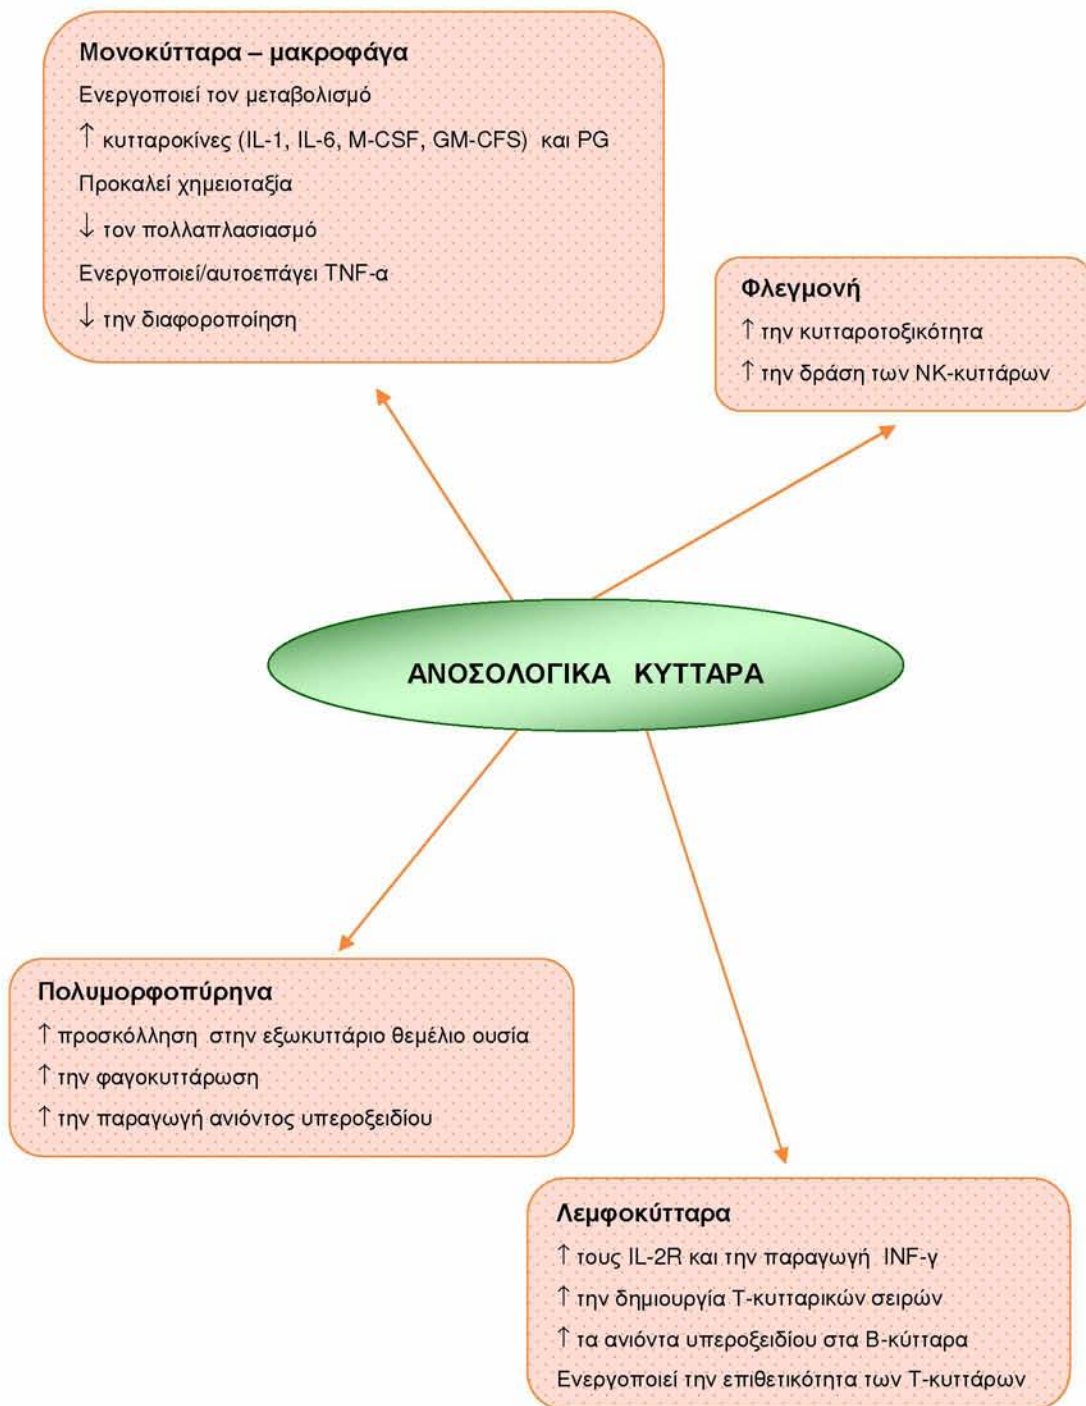 Μονοκύτταρα – μακροφάγα
Ενεργοποιεί τον μεταβολισμό
↑ κυτταροκίνες (IL-1, IL-6, M-CSF, GM-CFS) και PG
Προκαλεί χημειοταξία
↓ τον πολλαπλασιασμό
Ενεργοποιεί/αυτοεπάγει TNF-α
↓ την διαφοροποίηση
Φλεγμονή
↑ την κυτταροτοξικότητα
↑ την δράση των NK-κυττάρων
ΑΝΟΣΟΛΟΓΙΚΑ ΚΥΤΤΑΡΑ
Πολυμορφοπύρηνα
↑ προσκόλληση στην εξωκυττάριο θεμέλιο ουσία
↑ την φαγοκυττάρωση
↑ την παραγωγή ανιόντος υπεροξειδίου
Λεμφοκύτταρα
↑ τους IL-2R και την παραγωγή INF-γ
↑ την δημιουργία Τ-κυτταρικών σειρών
↑ τα ανιόντα υπεροξειδίου στα Β-κύτταρα
Ενεργοποιεί την επιθετικότητα των Τ-κυττάρων